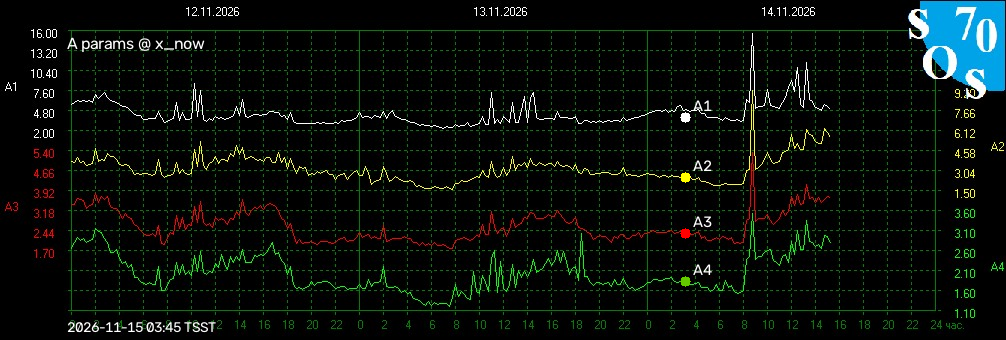 12.11.2026 13.11.2026 14.11.2026
S 70
O S
A params @ x_now
A1
16.00
13.20
10.40
7.60
4.80
2.00
A3
5.40
4.66
3.92
3.18
2.44
1.70
A1
A2
A3
A4
7.66
6.12
4.58
3.04
1.50
A2
3.60
3.10
2.60
2.10
1.60
1.10
A4
2026-11-15 03:45 TSST
12 14 16 18 20 22 0 2 4 6 8 10 12 14 16 18 20 22 0 2 4 6 8 10 12 14 16 18 20 22 24 час.